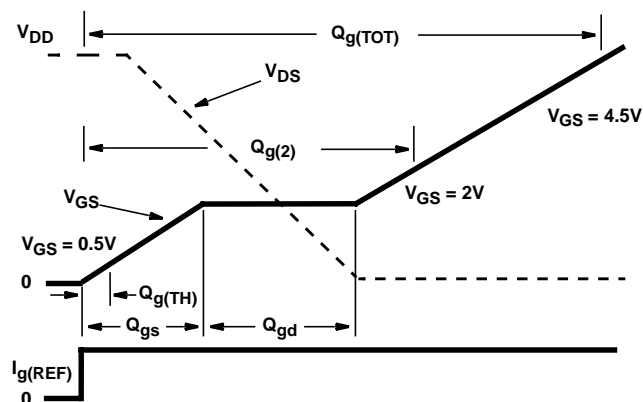 V_DD
Q_g(TOT)
V_DS
V_GS = 4.5V
Q_g(2)
V_GS
V_GS = 2V
V_GS = 0.5V
0
Q_g(TH)
Q_gs
Q_gd
I_g(REF)
0